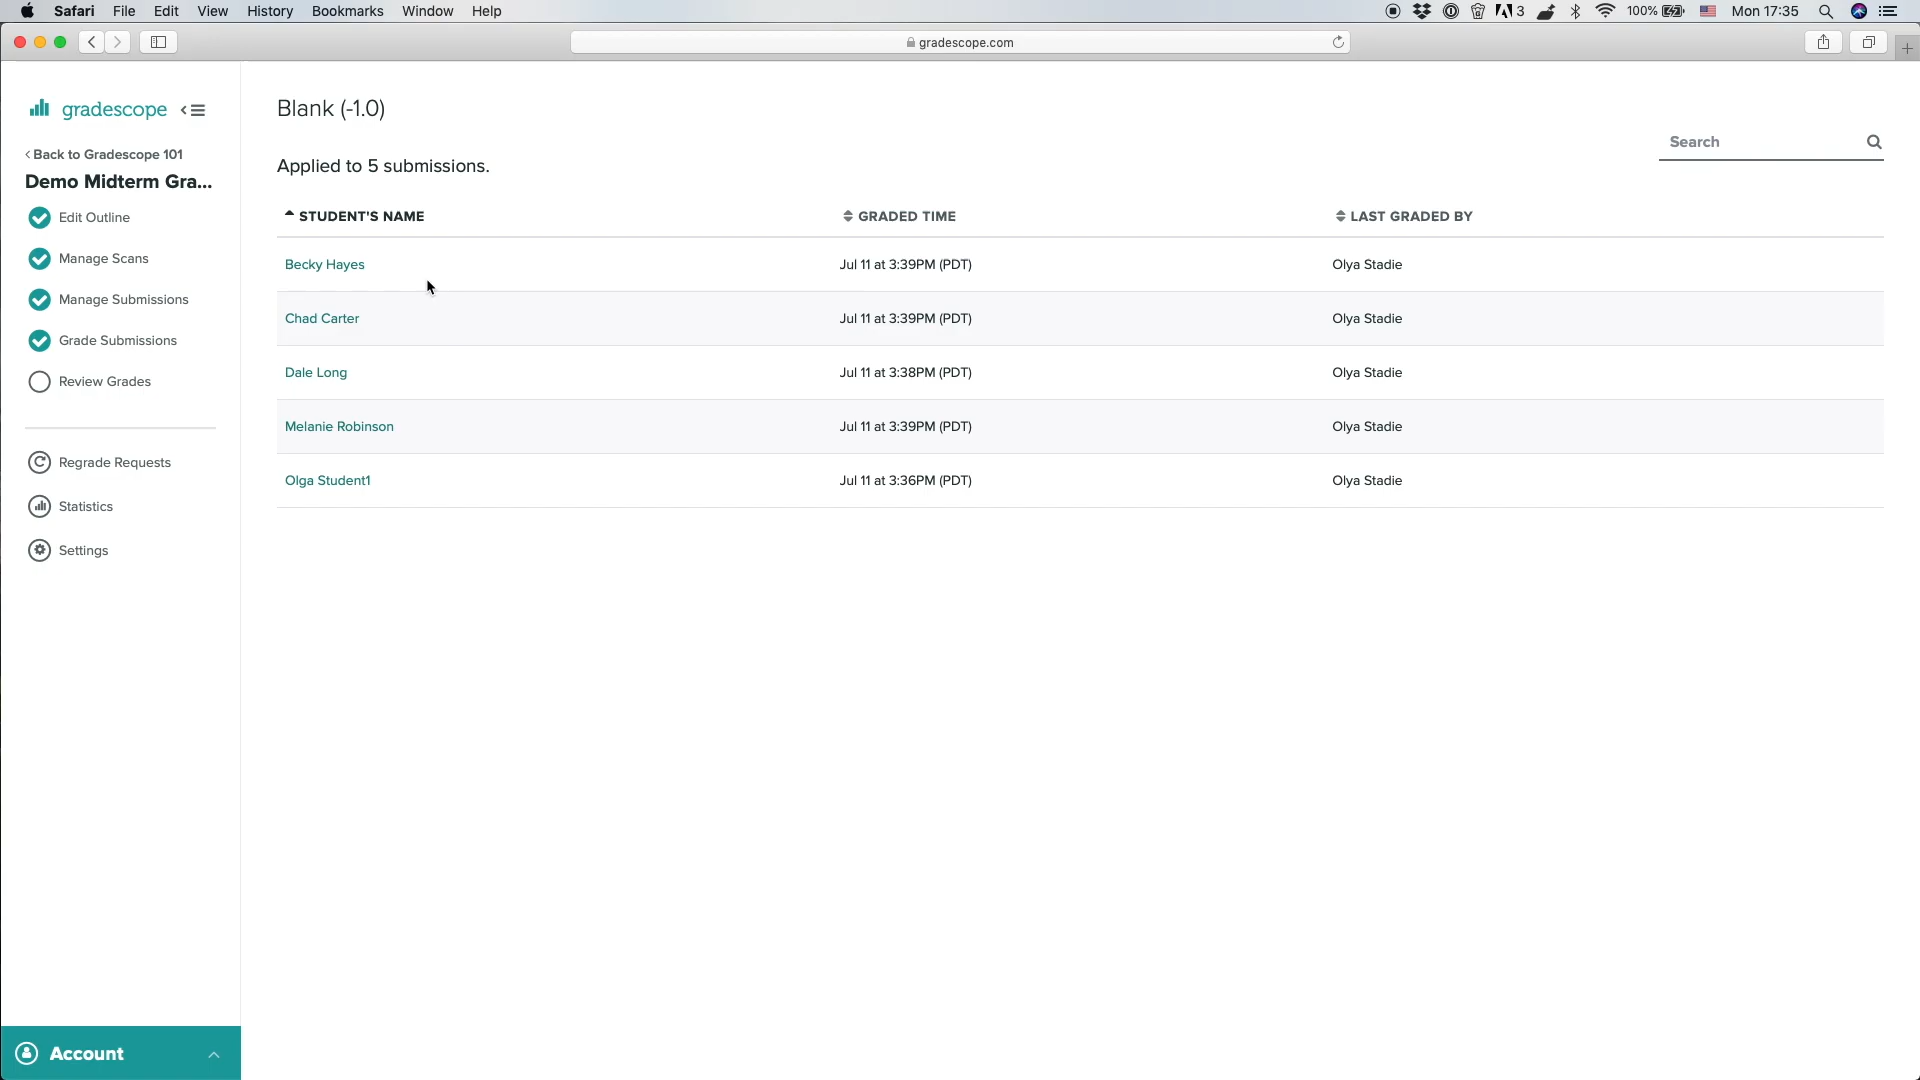 Safari File Edit View History Bookmarks Window Help 3 100% Mon 17:35
gradescope.com
gradescope
Back to Gradescope 101
Demo Midterm Gra...
Edit Outline
Manage Scans
Manage Submissions
Grade Submissions
Review Grades
Regrade Requests
Statistics
Settings
Account
Blank (-1.0)
Search
Applied to 5 submissions.
STUDENT'S NAME GRADED TIME LAST GRADED BY
Becky Hayes Jul 11 at 3:39PM (PDT) Olya Stadie
Chad Carter Jul 11 at 3:39PM (PDT) Olya Stadie
Dale Long Jul 11 at 3:38PM (PDT) Olya Stadie
Melanie Robinson Jul 11 at 3:39PM (PDT) Olya Stadie
Olga Student1 Jul 11 at 3:36PM (PDT) Olya Stadie